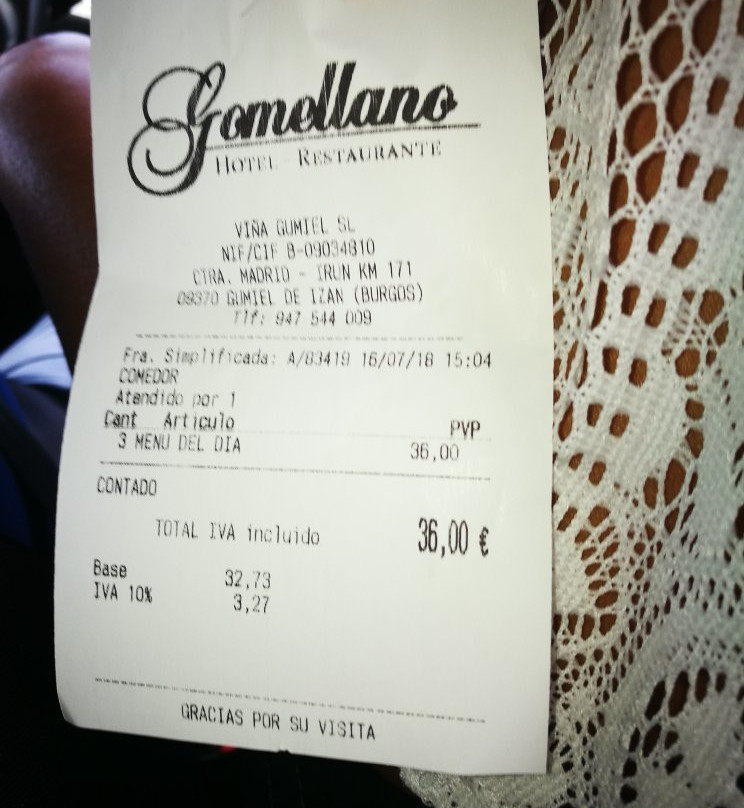 Gomellano
HOTEL RESTAURANTE
VIÑA GUMIEL SL
NIF/CIF B-09034810
CTRA. MADRID - IRUN KM 171
09370 GUMIEL DE IZAN (BURGOS)
Tlf: 947 544 009
Fra. Simplificada: A/83419 16/07/18 15:04
COMEDOR
Atendido por 1
Cant Artículo PVP
3 MENU DEL DIA 36,00
CONTADO
TOTAL IVA incluido 36,00 €
Base 32,73
IVA 10% 3,27
GRACIAS POR SU VISITA